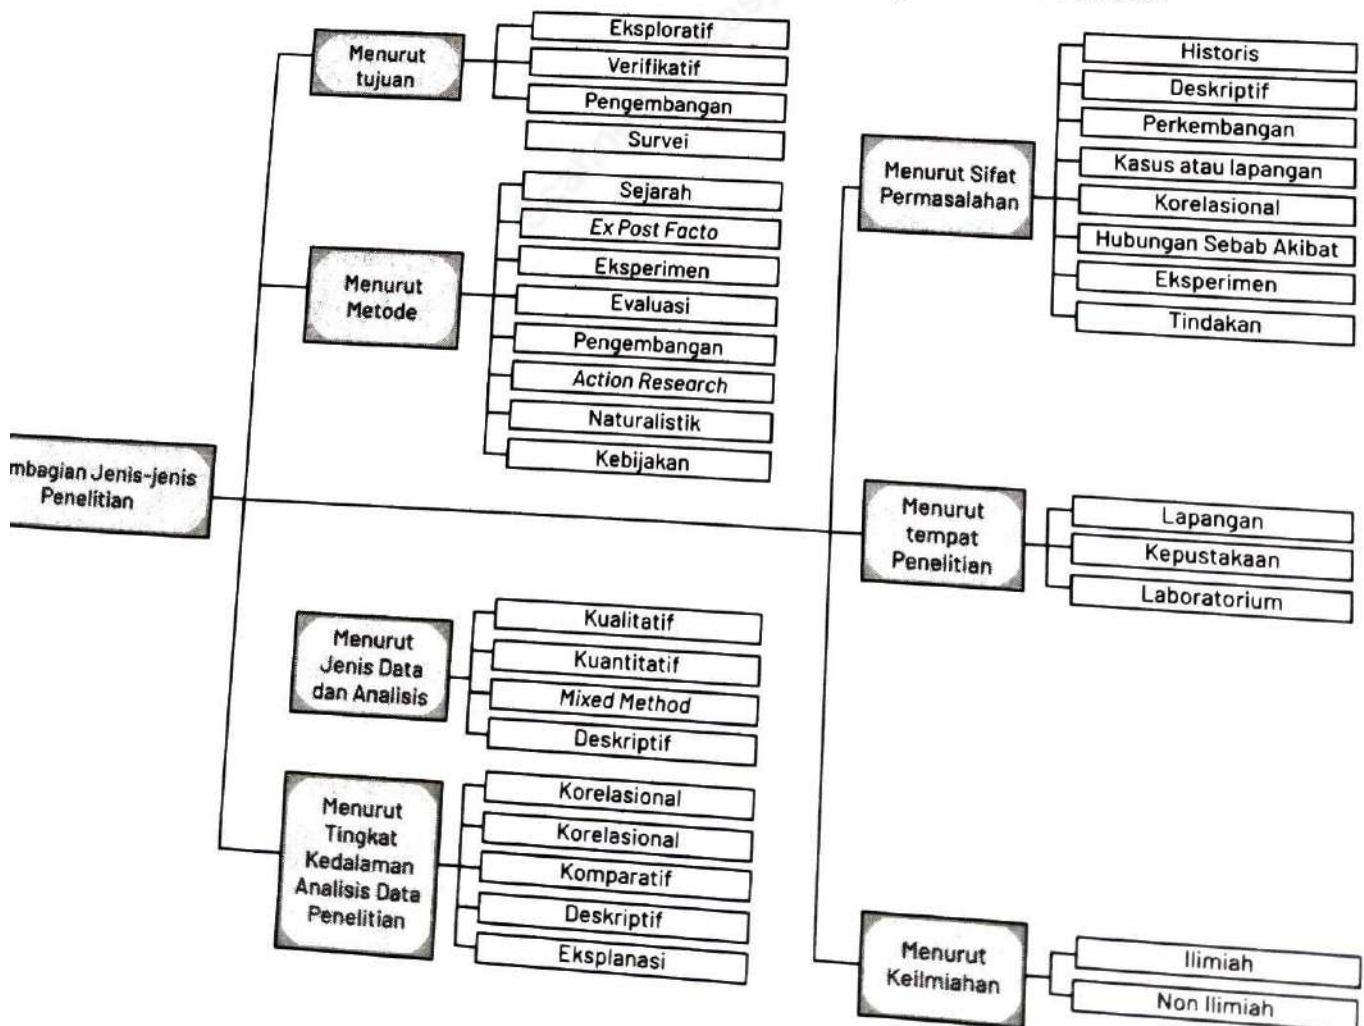 mbagian Jenis-jenis
Penelitian
Menurut
tujuan
Eksploratif
Verifikatif
Pengembangan
Survei
Menurut
Metode
Sejarah
Ex Post Facto
Eksperimen
Evaluasi
Pengembangan
Action Research
Naturalistik
Kebijakan
Menurut
Jenis Data
dan Analisis
Kualitatif
Kuantitatif
Mixed Method
Deskriptif
Menurut
Tingkat
Kedalaman
Analisis Data
Penelitian
Korelasional
Korelasional
Komparatif
Deskriptif
Eksplanasi
Menurut Sifat
Permasalahan
Historis
Deskriptif
Perkembangan
Kasus atau lapangan
Korelasional
Hubungan Sebab Akibat
Eksperimen
Tindakan
Menurut
tempat
Penelitian
Lapangan
Kepustakaan
Laboratorium
Menurut
Keilmiahan
Ilimiah
Non Ilimiah